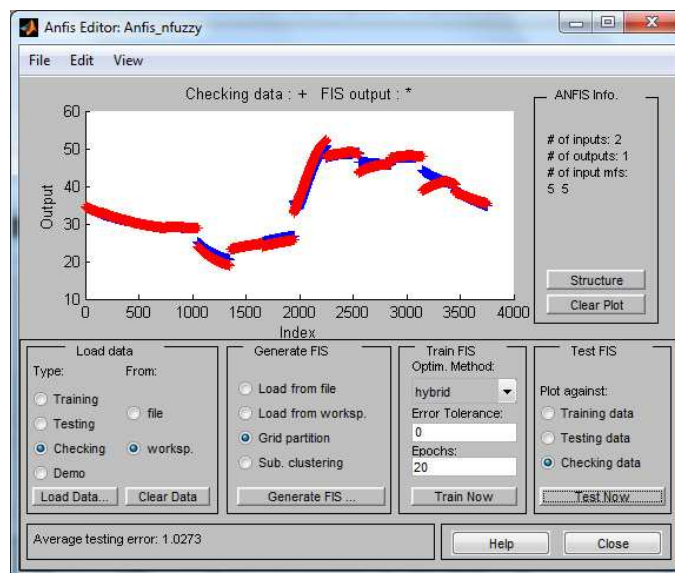 Anfis Editor: Anfis_nfuzzy
File Edit View
Checking data : + FIS output : *
60
50
40
30
20
10
Output
0 500 1000 1500 2000 2500 3000 3500 4000
Index
ANFIS Info.
# of inputs: 2
# of outputs: 1
# of input mfs:
5 5
Structure
Clear Plot
Load data
Type: From:
Training
Testing
Checking
Demo
file
worksp.
Load Data...
Clear Data
Generate FIS
Load from file
Load from worksp.
Grid partition
Sub. clustering
Generate FIS ...
Train FIS
Optim. Method:
hybrid
Error Tolerance:
0
Epochs:
20
Train Now
Test FIS
Plot against:
Training data
Testing data
Checking data
Test Now
Average testing error: 1.0273
Help
Close